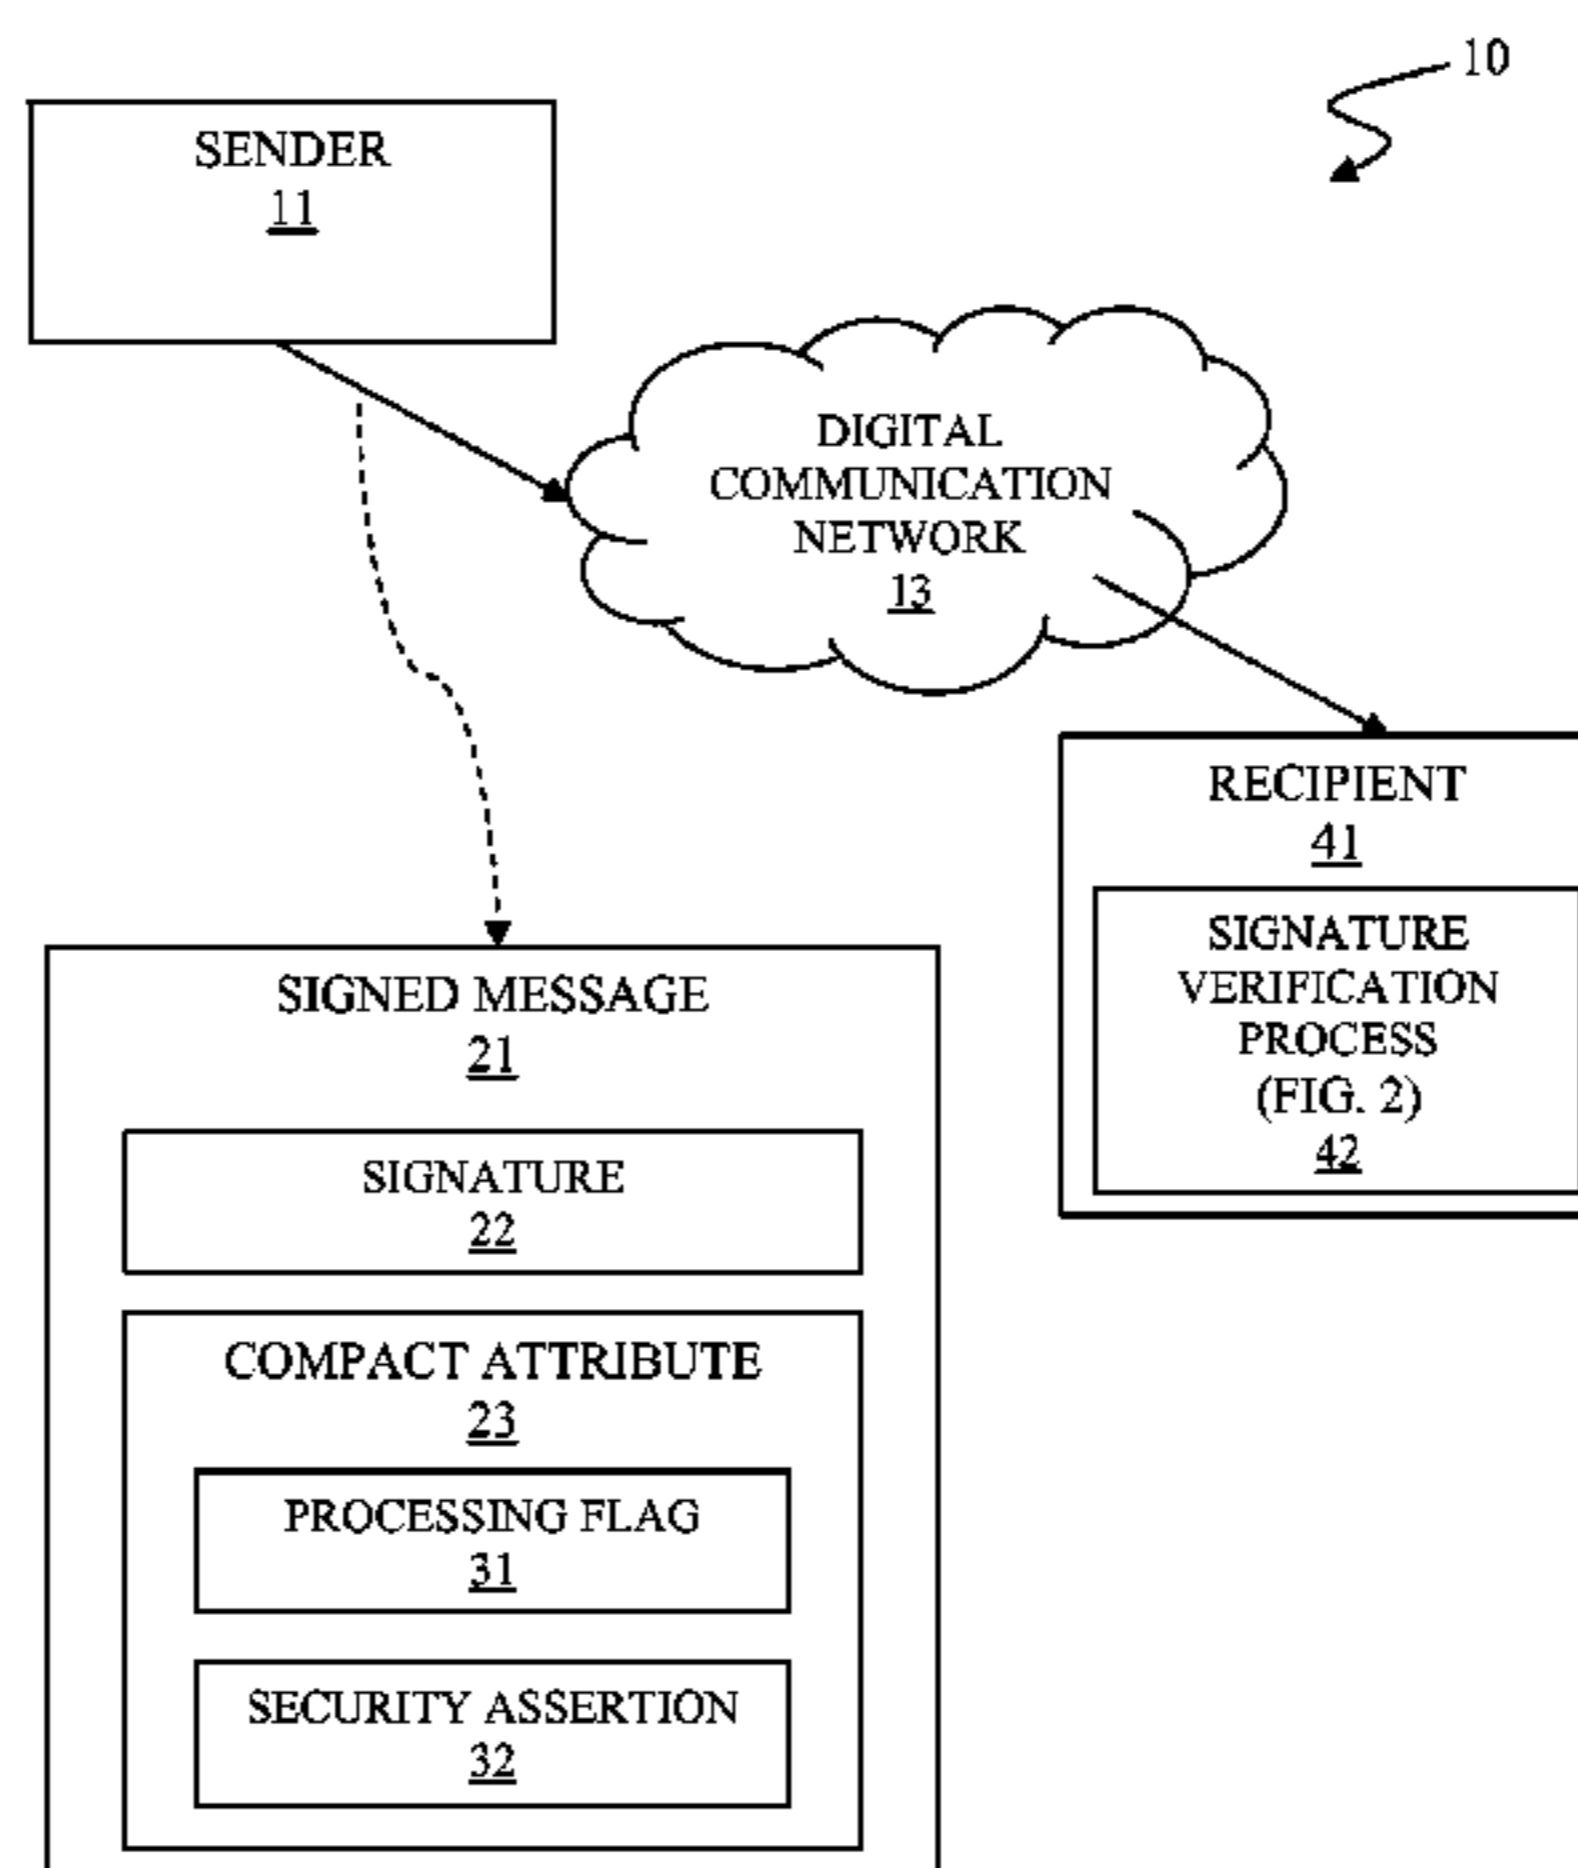 10
SENDER
11
DIGITAL
COMMUNICATION
NETWORK
13
RECIPIENT
41
SIGNATURE
VERIFICATION
PROCESS
(FIG. 2)
42
SIGNED MESSAGE
21
SIGNATURE
22
COMPACT ATTRIBUTE
23
PROCESSING FLAG
31
SECURITY ASSERTION
32